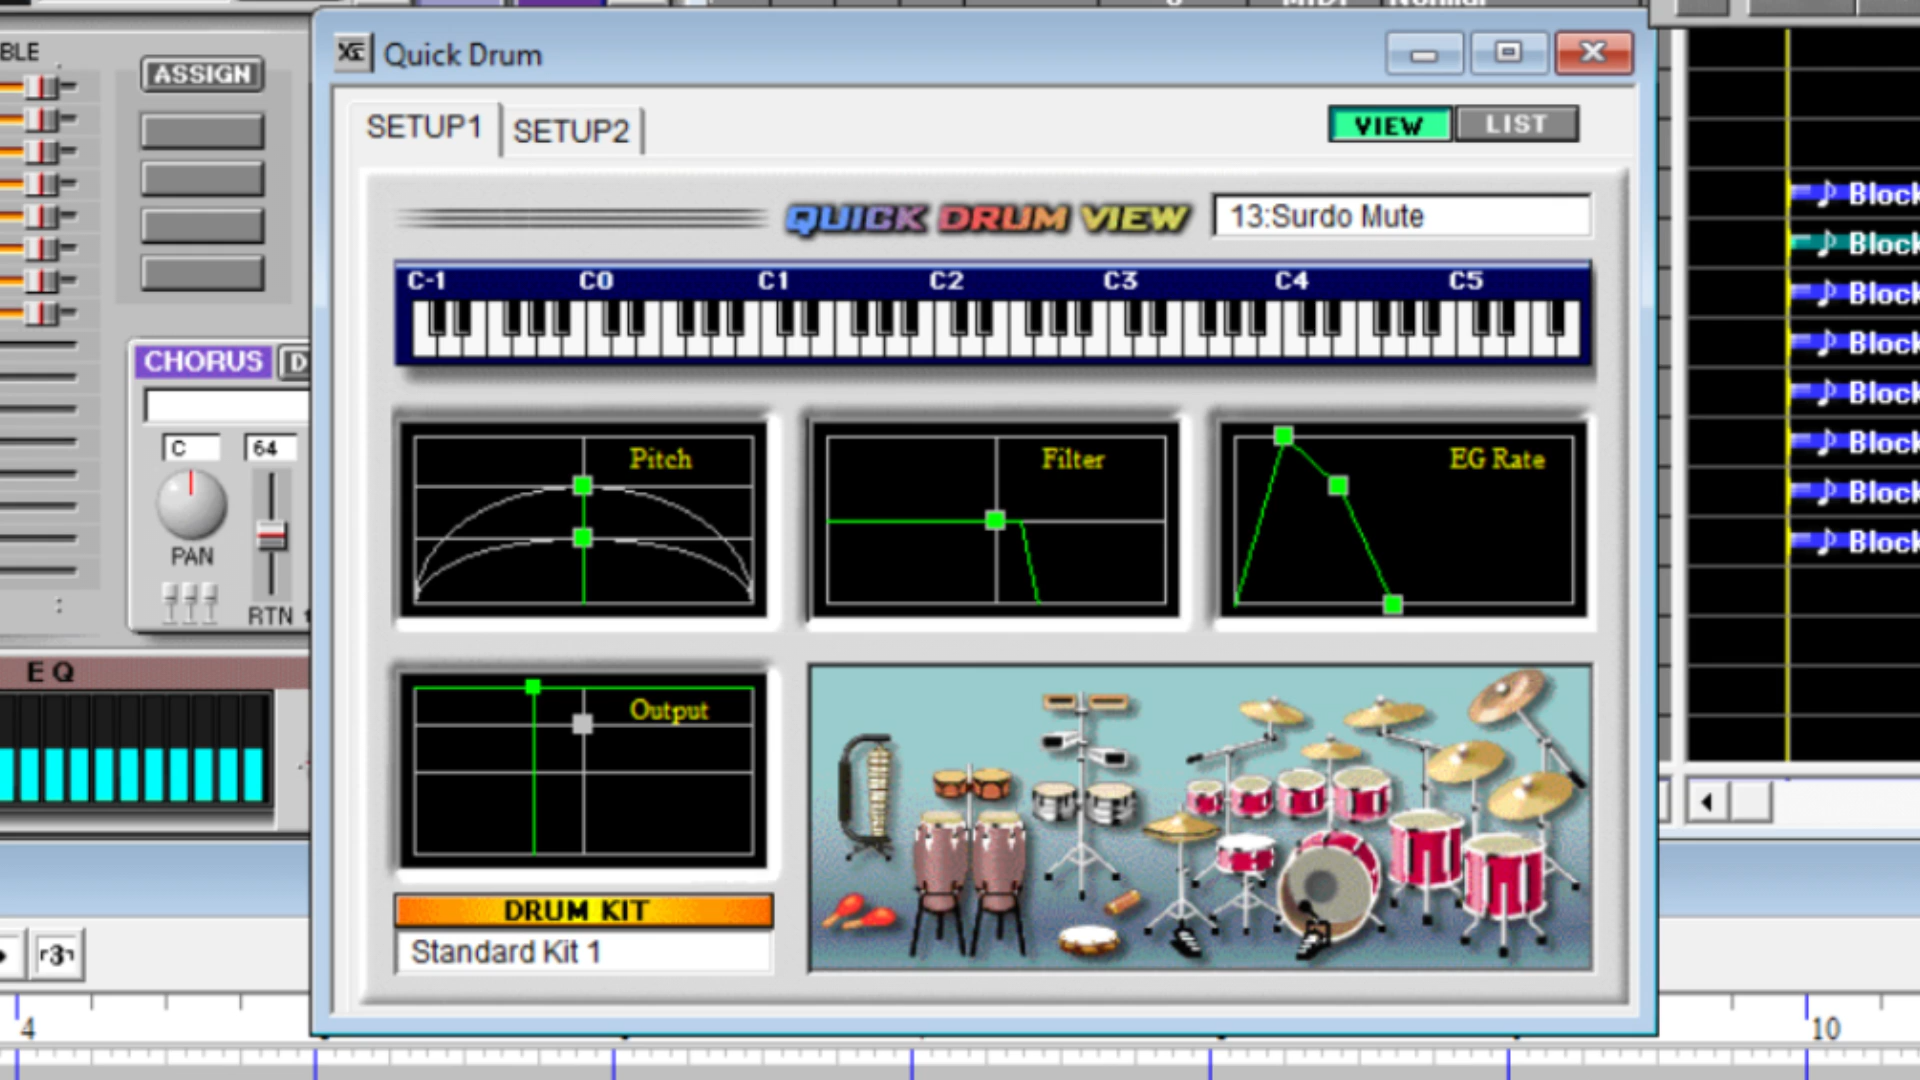 BLE
ASSIGN
CHORUS
C
64
PAN
RTN
EQ
4
10
Quick Drum
SETUP1
SETUP2
VIEW
LIST
QUICK DRUM VIEW
13:Surdo Mute
C-1 C0 C1 C2 C3 C4 C5
Pitch
Filter
EG Rate
Output
DRUM KIT
Standard Kit 1
Block
Block
Block
Block
Block
Block
Block
Block